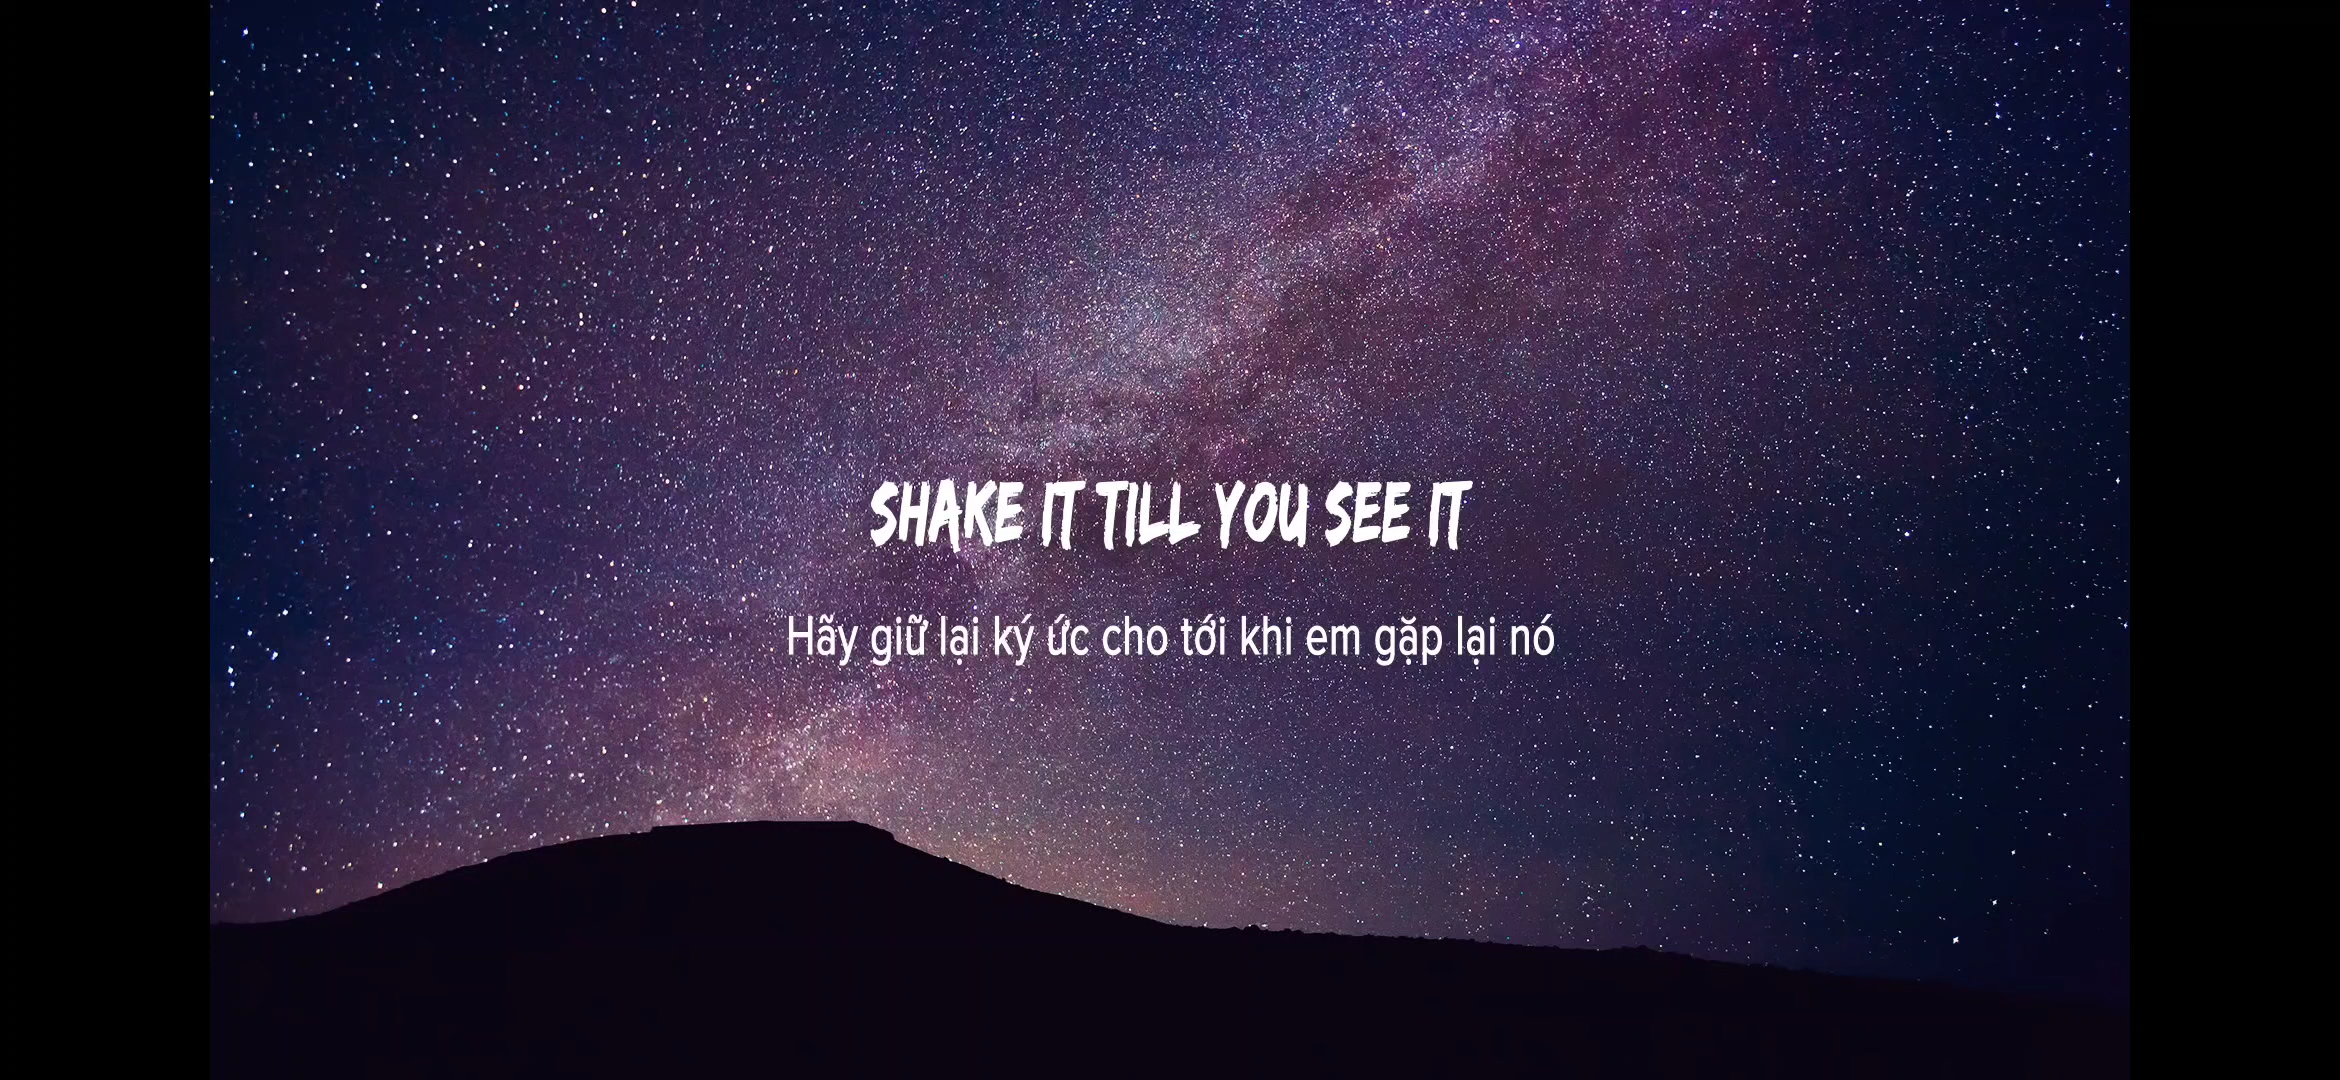 SHAKE IT TILL YOU SEE IT
Hãy giữ lại ký ức cho tới khi em gặp lại nó